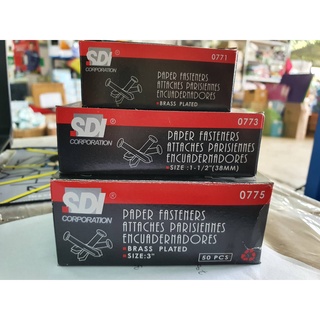 SDI®
CORPORATION
0771
PAPER FASTENERS
ATTACHES PARISIENNES
ENCUADERNADORES
• BRASS PLATED
SDI®
CORPORATION
0773
PAPER FASTENERS
ATTACHES PARISIENNES
ENCUADERNADORES
• SIZE:1-1/2"(38MM)
SDI®
CORPORATION
0775
PAPER FASTENERS
ATTACHES PARISIENNES
ENCUADERNADORES
• BRASS PLATED
• SIZE:3"
50 PCS